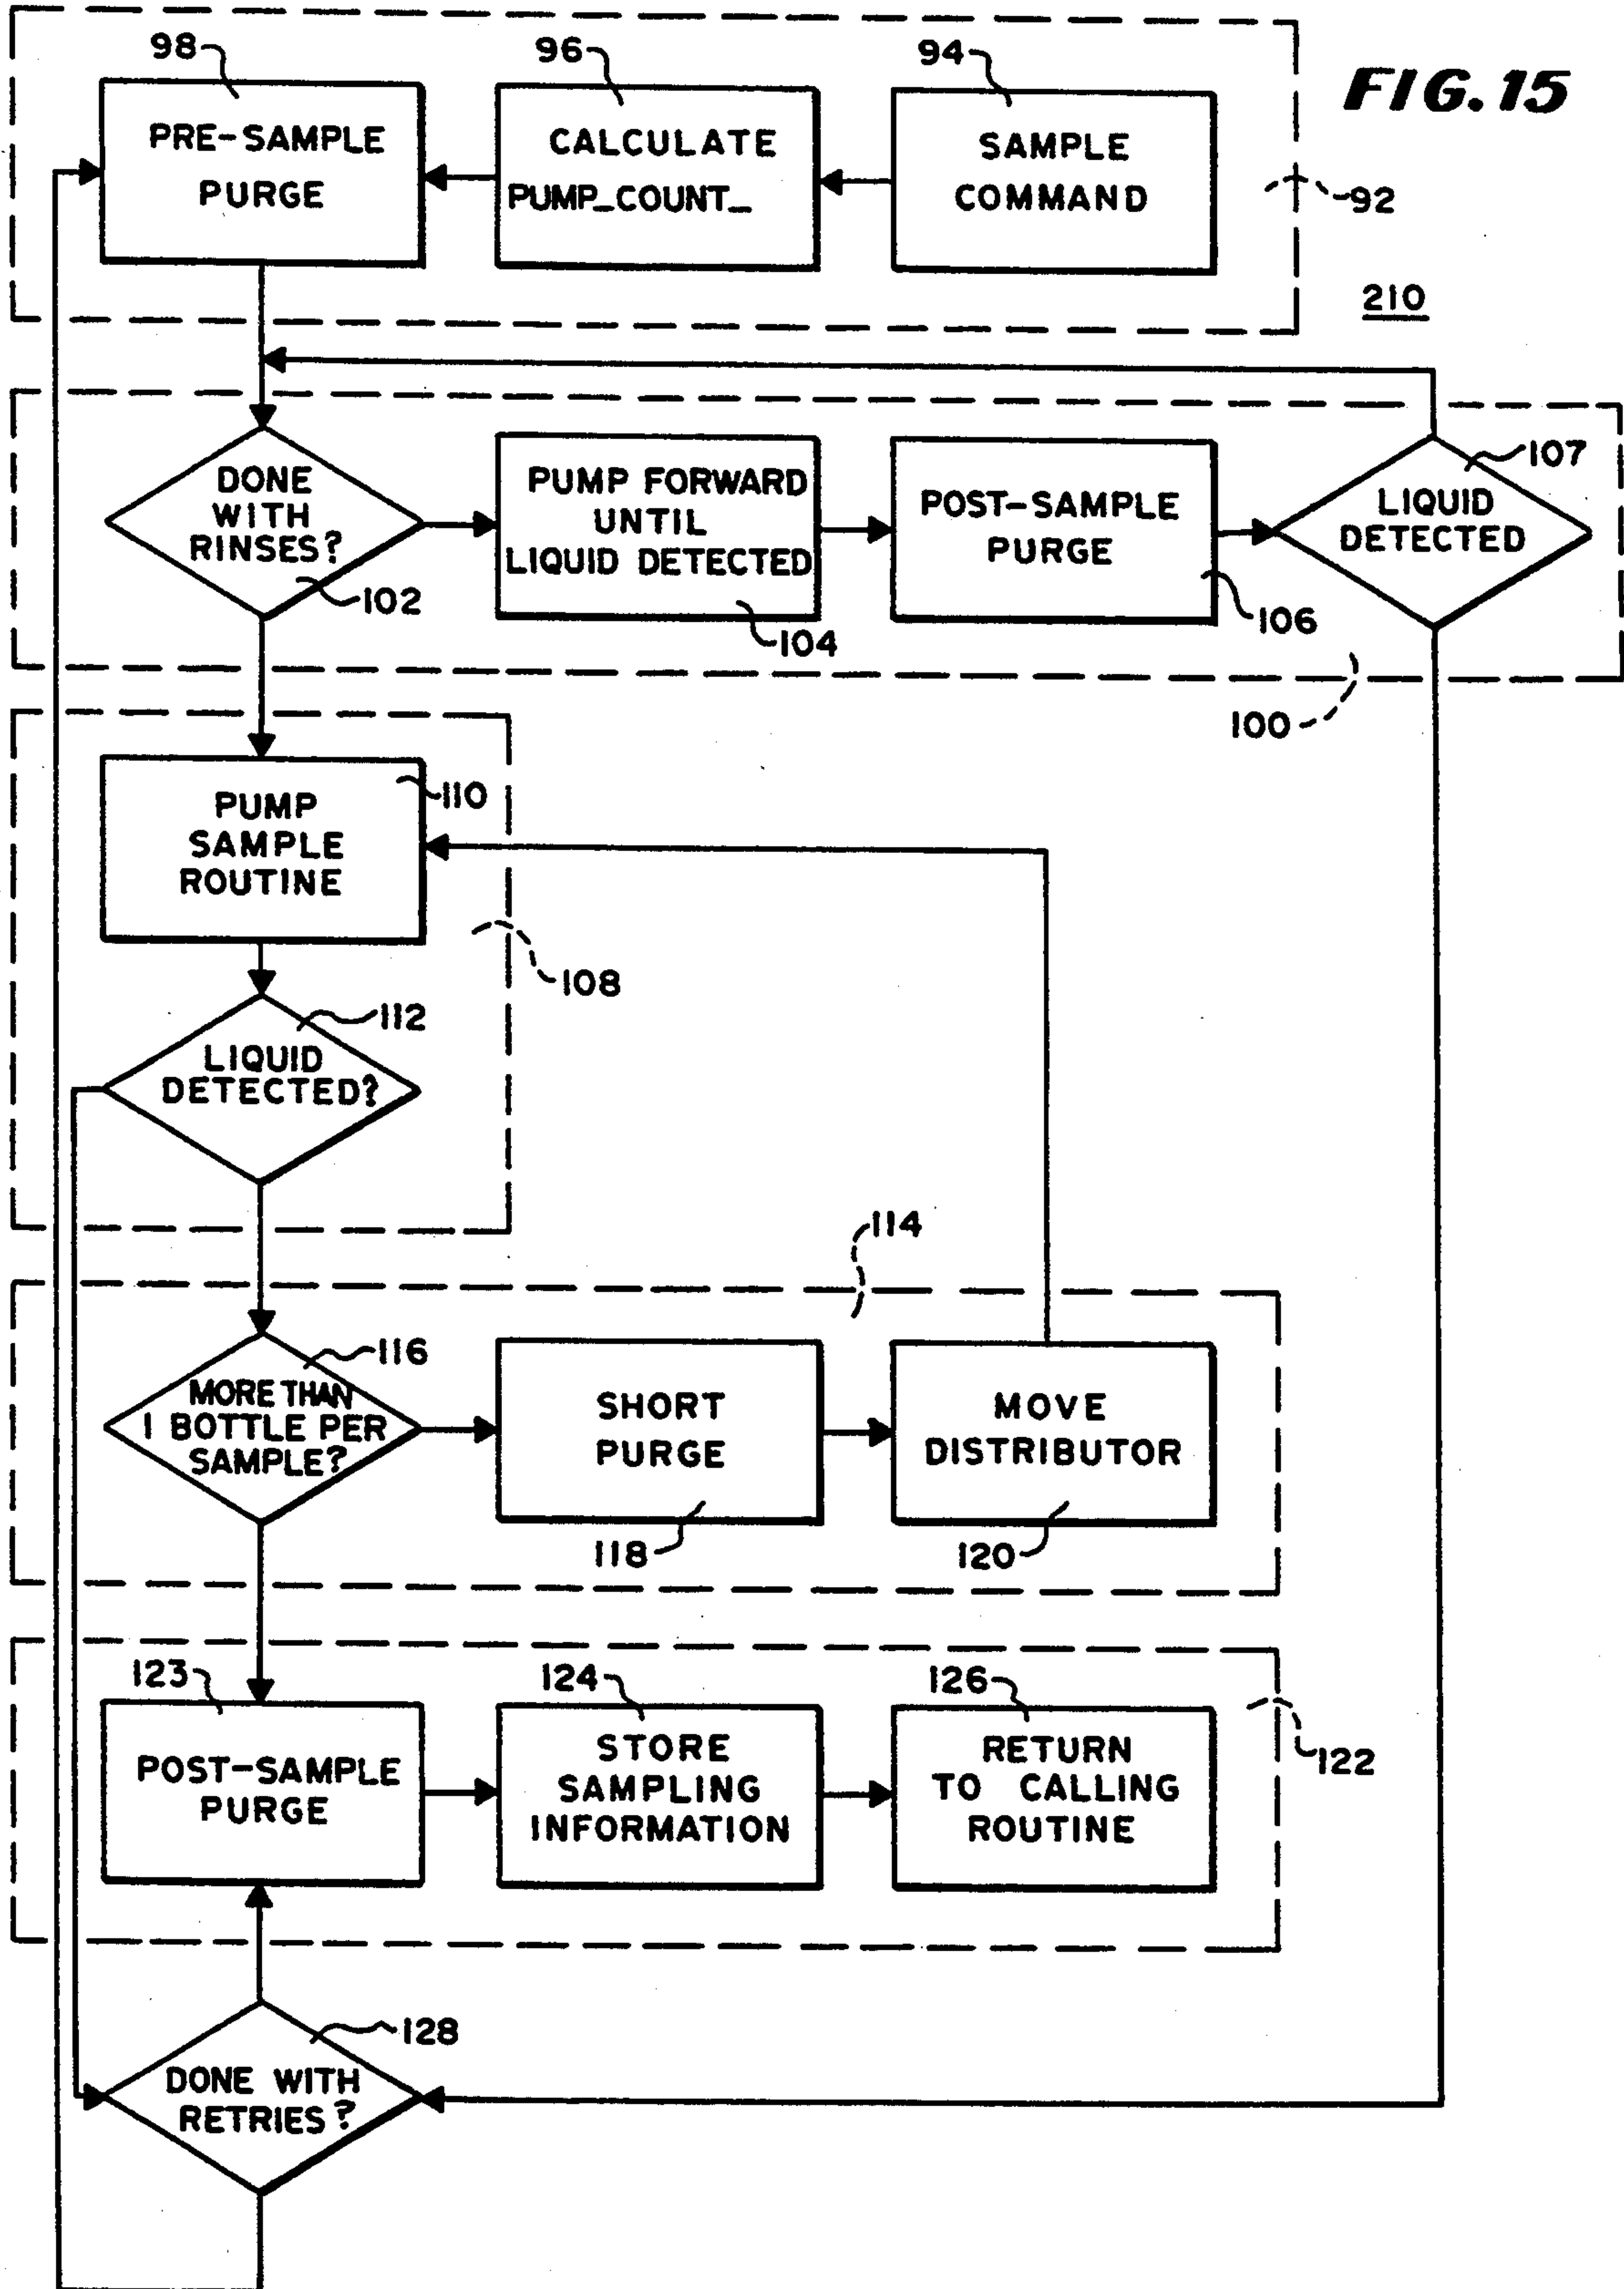 FIG. 15
98
96
94
PRE-SAMPLE
PURGE
CALCULATE
PUMP_COUNT_
SAMPLE
COMMAND
92
210
DONE
WITH
RINSES?
102
PUMP FORWARD
UNTIL
LIQUID DETECTED
104
POST-SAMPLE
PURGE
106
LIQUID
DETECTED
107
100
PUMP
SAMPLE
ROUTINE
110
108
112
LIQUID
DETECTED?
114
116
MORE THAN
1 BOTTLE PER
SAMPLE?
SHORT
PURGE
118
MOVE
DISTRIBUTOR
120
123
124
126
POST-SAMPLE
PURGE
STORE
SAMPLING
INFORMATION
RETURN
TO CALLING
ROUTINE
122
128
DONE WITH
RETRIES?